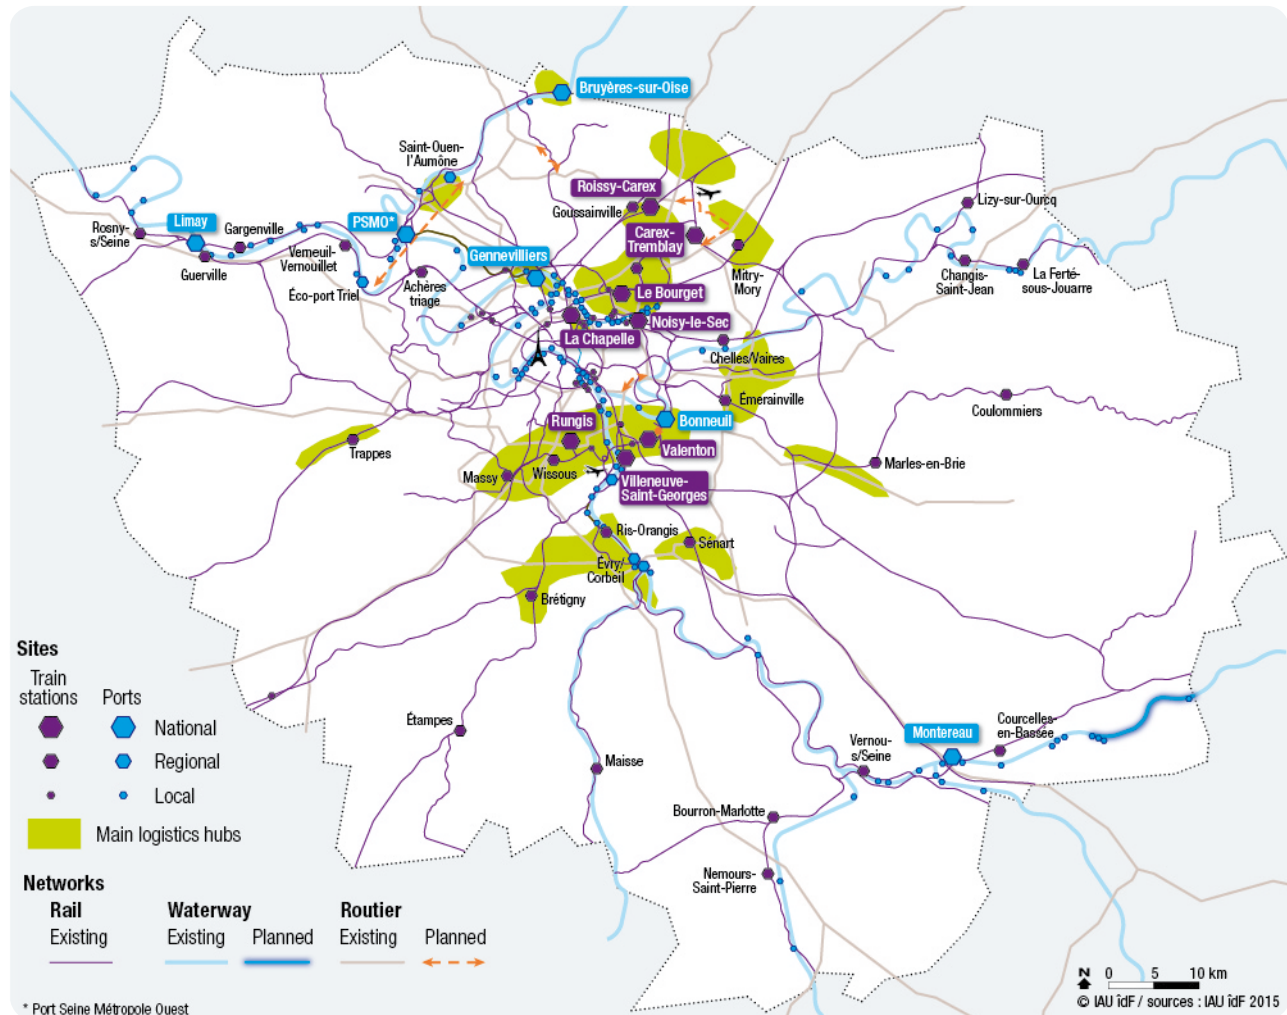 Bruyères-sur-Oise
Saint-Ouen-
l'Aumône
Roissy-Carex
Goussainville
Lizy-sur-Ourcq
Limay
PSMO*
Carex-
Tremblay
Rosny-
s/Seine
Gargenville
Gennevilliers
Verneuil-
Vernouillet
Guerville
Mitry-
Mory
Changis-
Saint-Jean
La Ferté-
sous-Jouarre
Éco-port Triel
Achères
triage
Le Bourget
Noisy-le-Sec
La Chapelle
Chelles/Vaires
Émerainville
Coulommiers
Rungis
Bonneuil
Trappes
Valenton
Marles-en-Brie
Massy
Wissous
Villeneuve-
Saint-Georges
Ris-Orangis
Sénart
Évry/
Corbeil
Brétigny
Étampes
Maisse
Vernou-
s/Seine
Montereau
Courcelles-
en-Bassée
Bourron-Marlotte
Nemours-
Saint-Pierre
Sites
Train
stations
Ports
National
Regional
Local
Main logistics hubs
Networks
Rail
Waterway
Routier
Existing
Existing
Planned
Existing
Planned
* Port Seine Métropole Ouest
N
0 5 10 km
© IAU îdF / sources : IAU îdF 2015